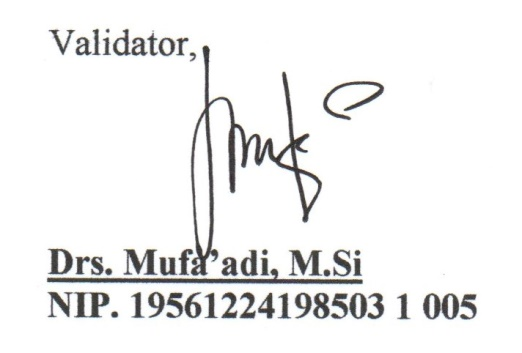 Validator,
Drs. Mufa'adi, M.Si
NIP. 19561224198503 1 005